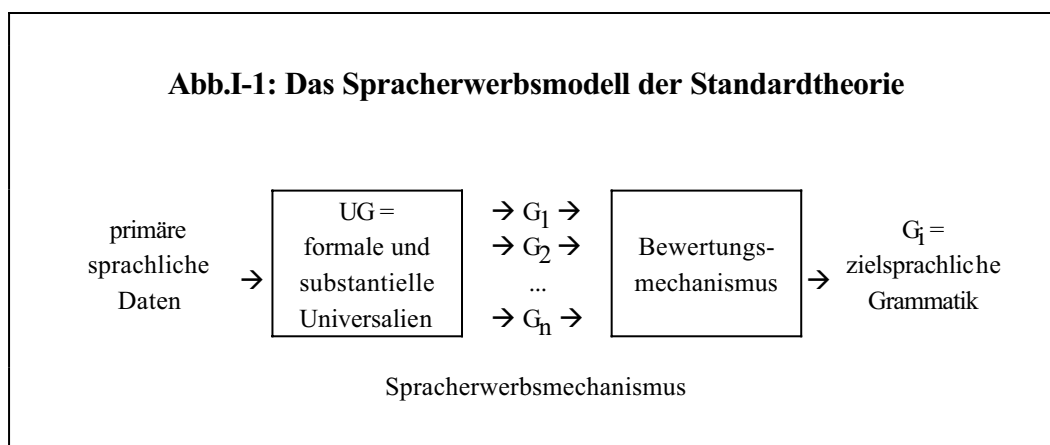 Abb.I-1: Das Spracherwerbsmodell der Standardtheorie
primäre
sprachliche
Daten
→
UG =
formale und
substantielle
Universalien
→ G1 →
→ G2 →
...
→ Gn →
Bewertungs-
mechanismus
→
Gi =
zielsprachliche
Grammatik
Spracherwerbsmechanismus